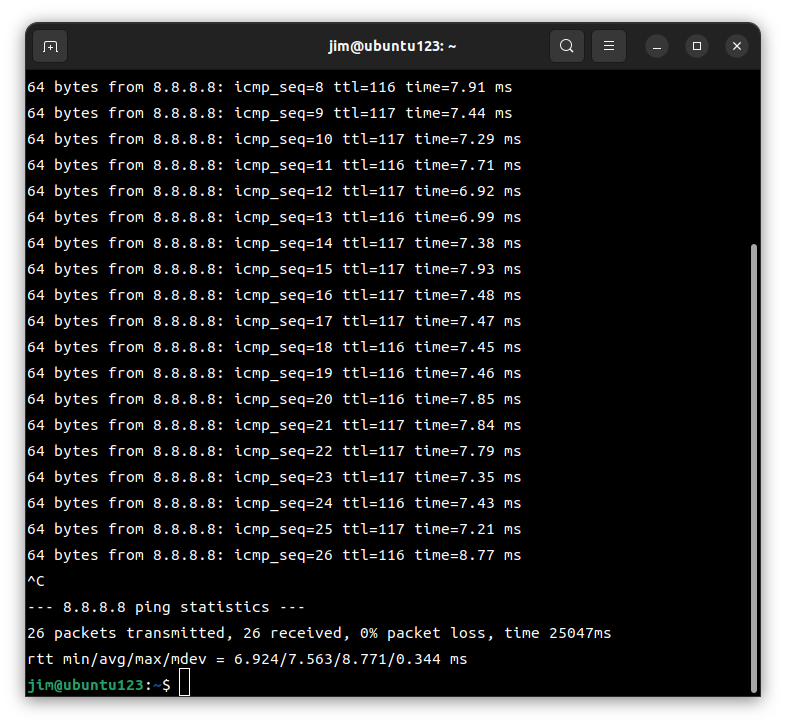 jim@ubuntu123: ~
64 bytes from 8.8.8.8: icmp_seq=8 ttl=116 time=7.91 ms
64 bytes from 8.8.8.8: icmp_seq=9 ttl=117 time=7.44 ms
64 bytes from 8.8.8.8: icmp_seq=10 ttl=117 time=7.29 ms
64 bytes from 8.8.8.8: icmp_seq=11 ttl=116 time=7.71 ms
64 bytes from 8.8.8.8: icmp_seq=12 ttl=117 time=6.92 ms
64 bytes from 8.8.8.8: icmp_seq=13 ttl=116 time=6.99 ms
64 bytes from 8.8.8.8: icmp_seq=14 ttl=117 time=7.38 ms
64 bytes from 8.8.8.8: icmp_seq=15 ttl=117 time=7.93 ms
64 bytes from 8.8.8.8: icmp_seq=16 ttl=117 time=7.48 ms
64 bytes from 8.8.8.8: icmp_seq=17 ttl=117 time=7.47 ms
64 bytes from 8.8.8.8: icmp_seq=18 ttl=116 time=7.45 ms
64 bytes from 8.8.8.8: icmp_seq=19 ttl=116 time=7.46 ms
64 bytes from 8.8.8.8: icmp_seq=20 ttl=116 time=7.85 ms
64 bytes from 8.8.8.8: icmp_seq=21 ttl=117 time=7.84 ms
64 bytes from 8.8.8.8: icmp_seq=22 ttl=117 time=7.79 ms
64 bytes from 8.8.8.8: icmp_seq=23 ttl=117 time=7.35 ms
64 bytes from 8.8.8.8: icmp_seq=24 ttl=116 time=7.43 ms
64 bytes from 8.8.8.8: icmp_seq=25 ttl=117 time=7.21 ms
64 bytes from 8.8.8.8: icmp_seq=26 ttl=116 time=8.77 ms
^C
--- 8.8.8.8 ping statistics ---
26 packets transmitted, 26 received, 0% packet loss, time 25047ms
rtt min/avg/max/mdev = 6.924/7.563/8.771/0.344 ms
jim@ubuntu123:~$